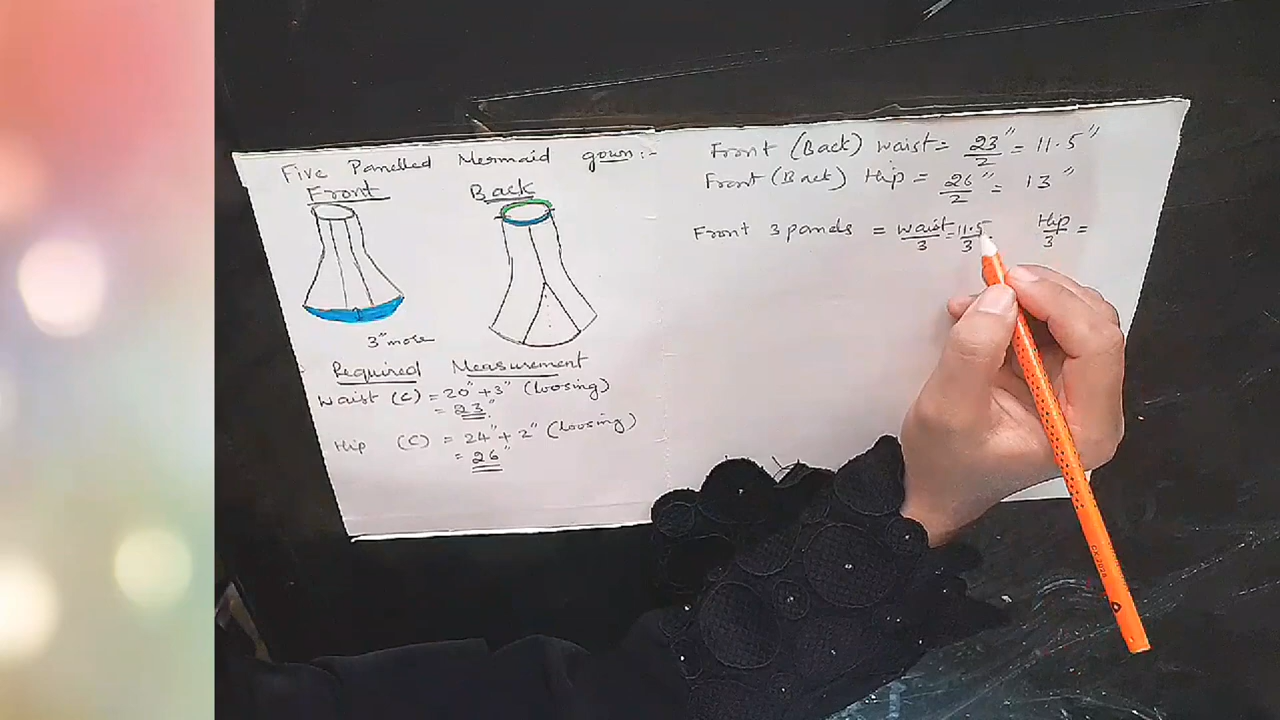 Five Panelled Mermaid gown:-
Front
Back
3" more
Required Measurement
Waist (C) = 20" + 3" (loosing)
= 23"
Hip (C) = 24" + 2" (loosing)
= 26"
Front (Back) Waist = 23"/2 = 11.5"
Front (Back) Hip = 26"/2 = 13"
Front 3 panels = Waist/3 = 11.5/3 Hip/3 =